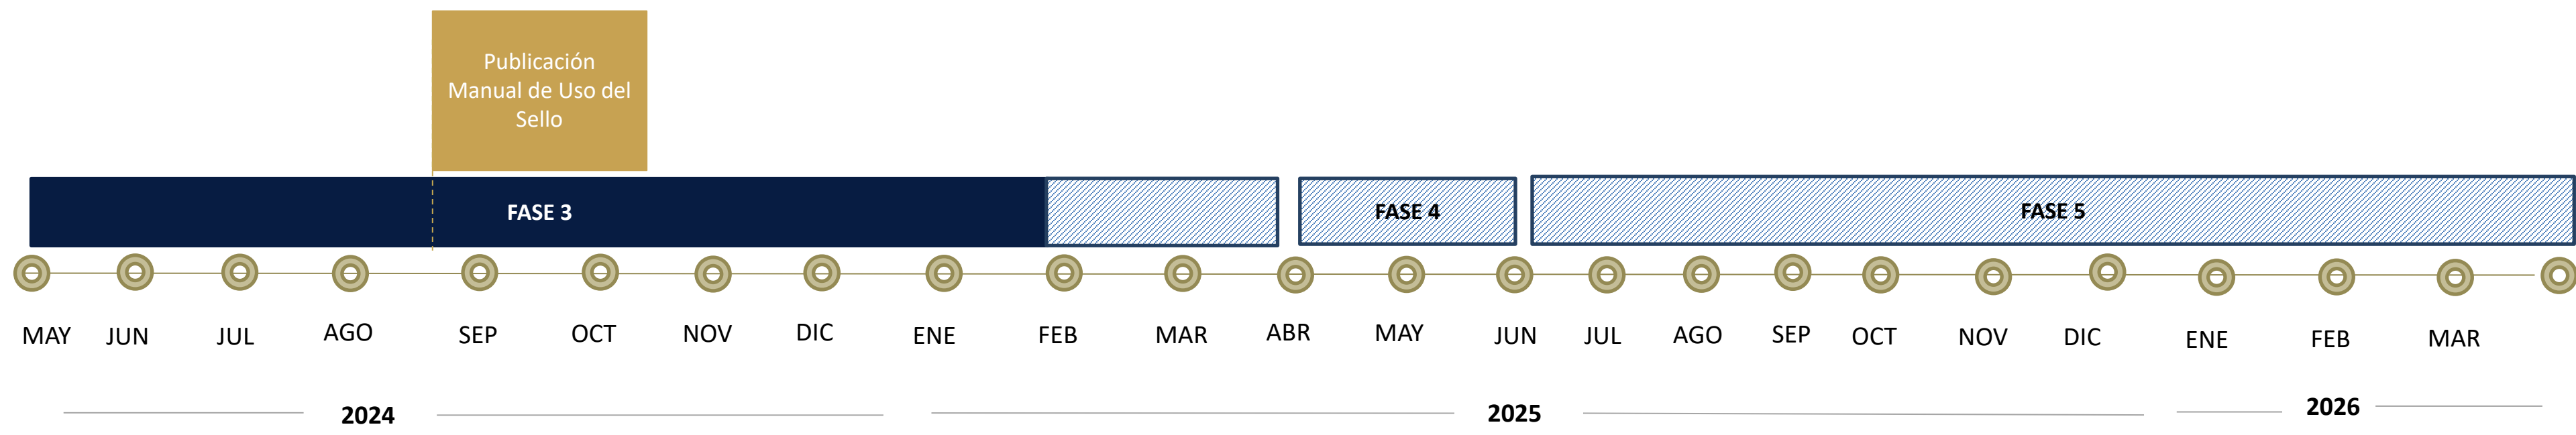 Publicación
Manual de Uso del
Sello
FASE 3
FASE 4
FASE 5
MAY JUN JUL AGO SEP OCT NOV DIC ENE FEB MAR ABR MAY JUN JUL AGO SEP OCT NOV DIC ENE FEB MAR
2024 2025 2026